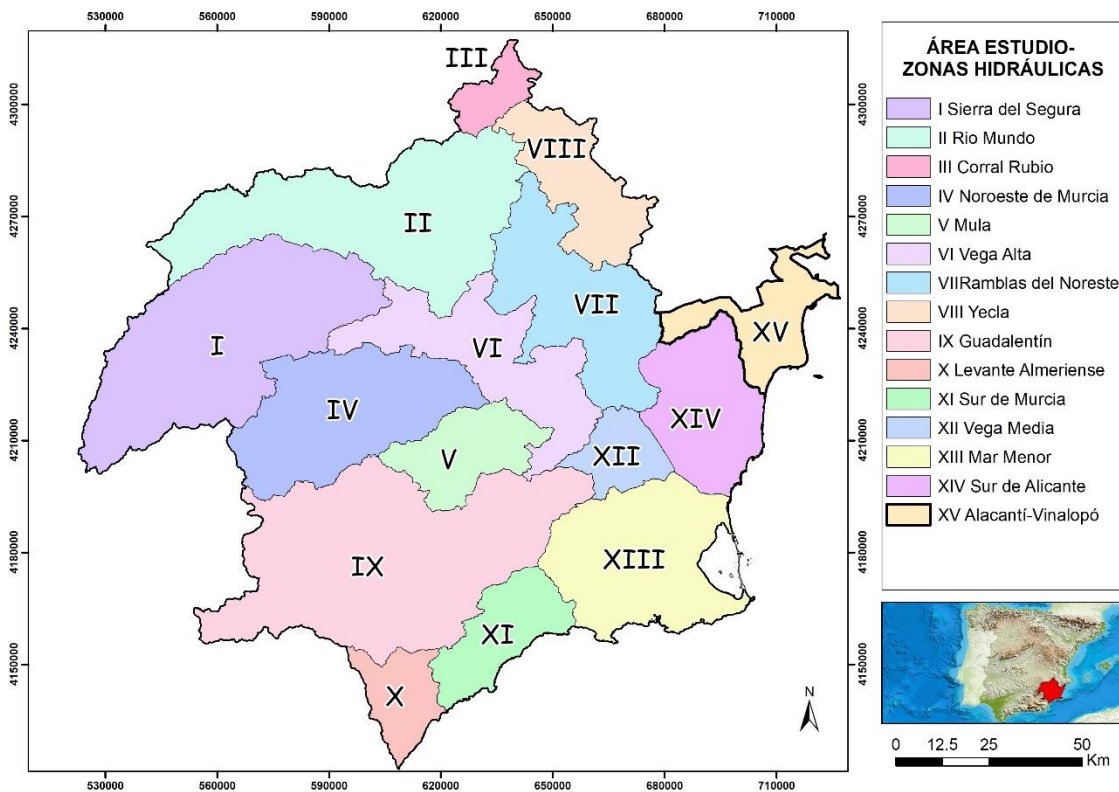 530000 560000 590000 620000 650000 680000 710000
4300000
4270000
4240000
4210000
4180000
4150000
III
VIII
II
VII
XV
I
VI
IV
XIV
V
XII
IX
XIII
XI
X
N
4300000
4270000
4240000
4210000
4180000
4150000
530000 560000 590000 620000 650000 680000 710000
ÁREA ESTUDIO-
ZONAS HIDRÁULICAS
I Sierra del Segura
II Rio Mundo
III Corral Rubio
IV Noroeste de Murcia
V Mula
VI Vega Alta
VIIRamblas del Noreste
VIII Yecla
IX Guadalentín
X Levante Almeriense
XI Sur de Murcia
XII Vega Media
XIII Mar Menor
XIV Sur de Alicante
XV Alacantí-Vinalopó
0 12.5 25 50
Km